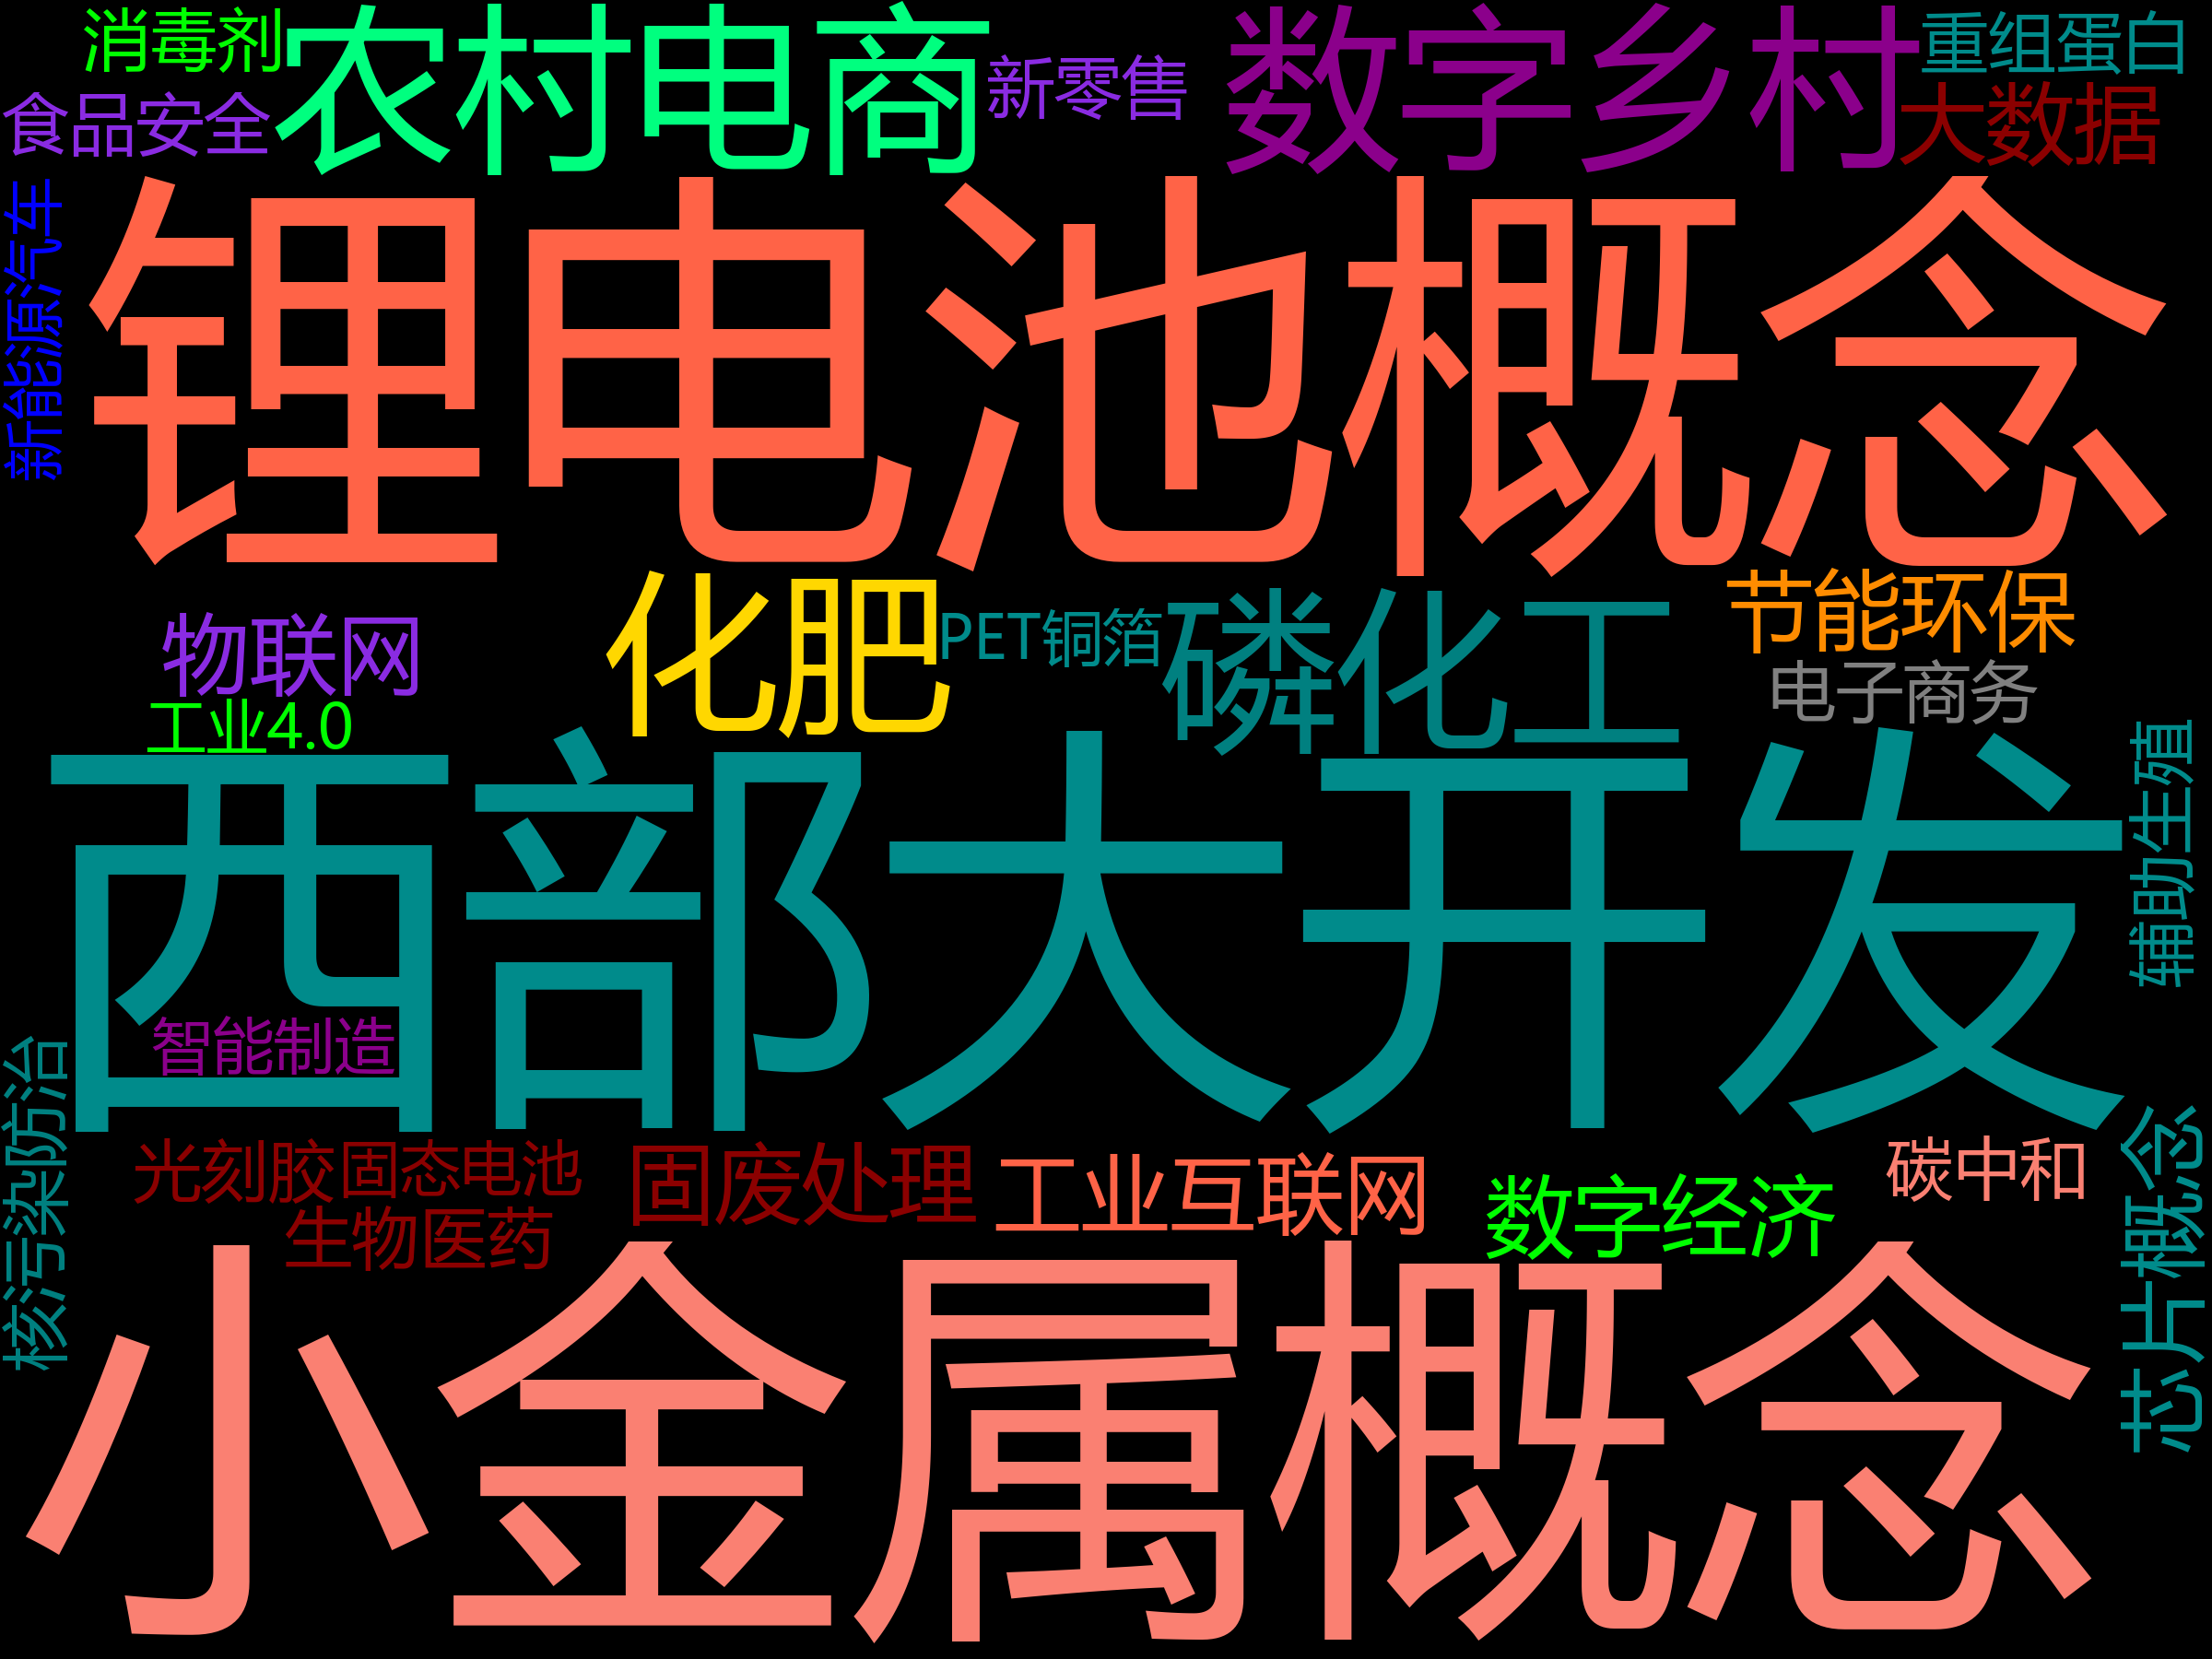 消毒剂
农村电商
新零售
数字乡村
重组蛋白
食品安全
大数据
新能源汽车
锂电池概念
物联网
化肥
PET铜箔
磷化工
节能环保
工业4.0
电子商务
西部大开发
辅助生殖
智能制造
核污染防治
光刻胶
固态电池
固废处理
工业互联网
碳中和
数字经济
生物医药
芯片概念
小金属概念